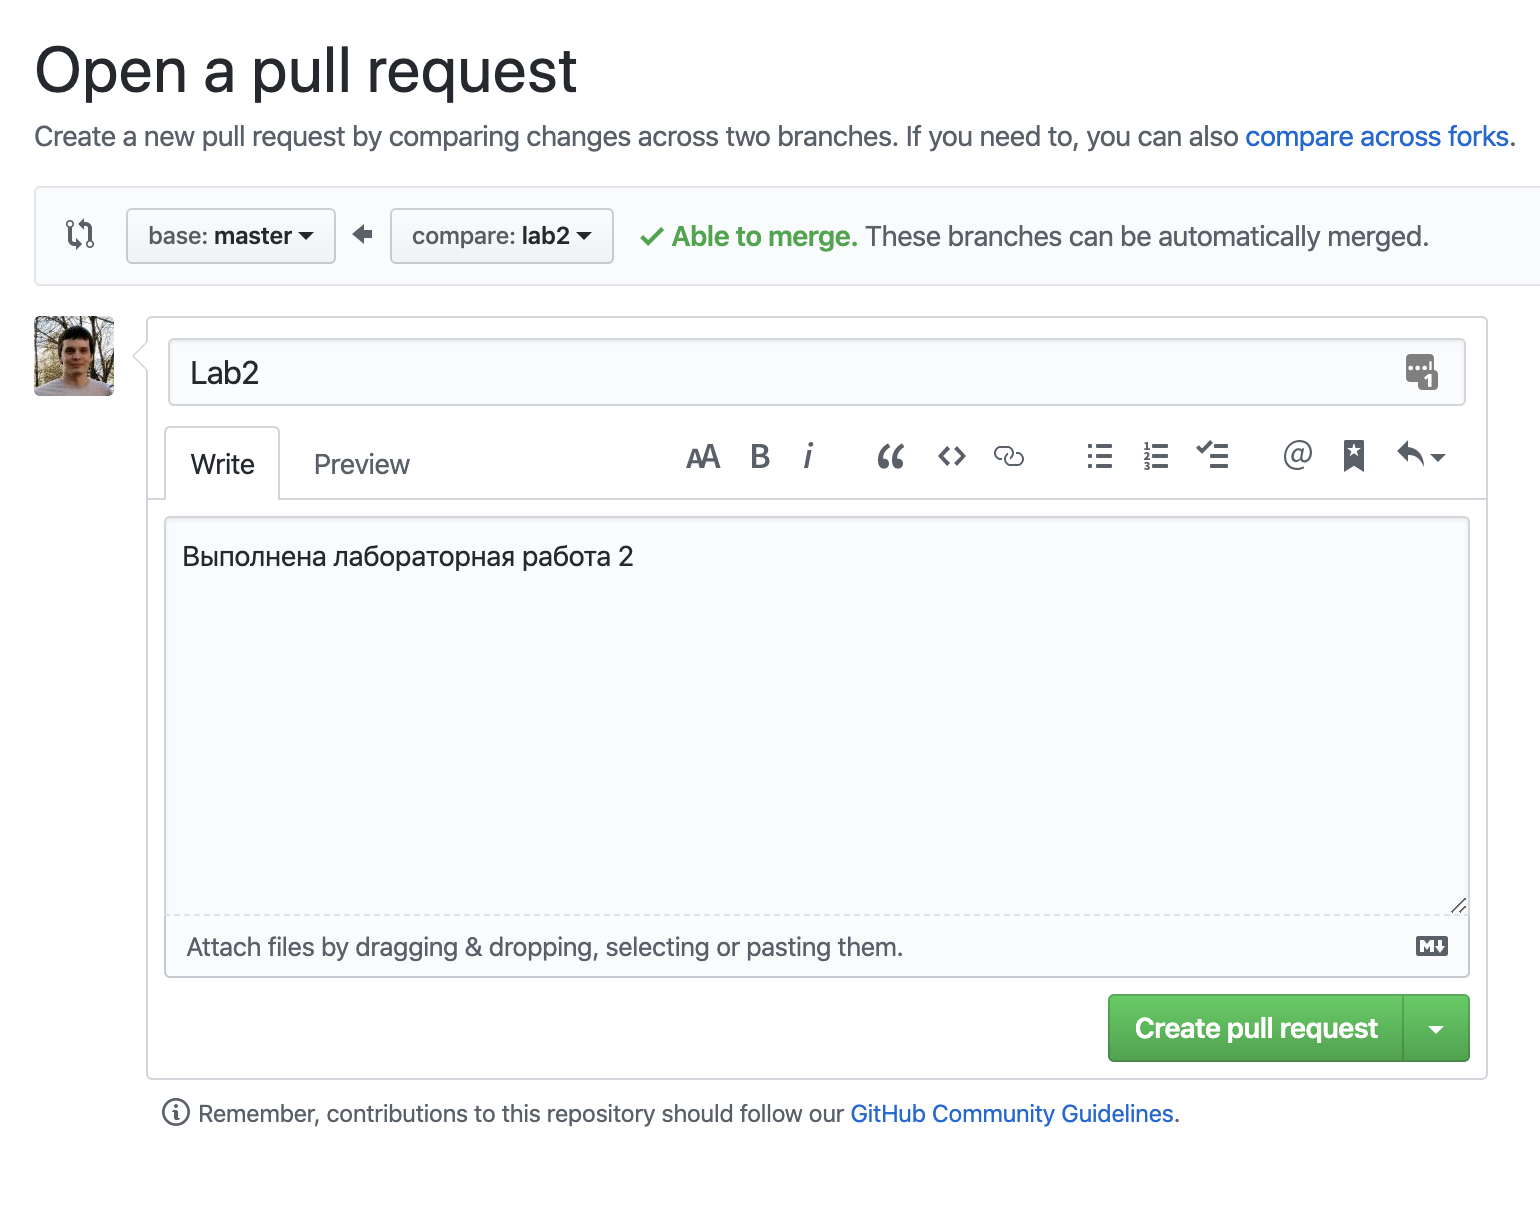 Open a pull request
Create a new pull request by comparing changes across two branches. If you need to, you can also compare across forks.
base: master compare: lab2 Able to merge. These branches can be automatically merged.
Lab2
1
Write Preview AA B i
Выполнена лабораторная работа 2
Attach files by dragging & dropping, selecting or pasting them.
M
Create pull request
Remember, contributions to this repository should follow our GitHub Community Guidelines.